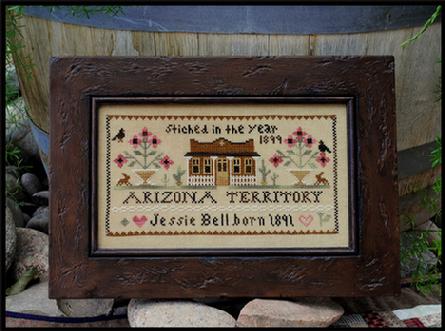 Stiched in the Year
1899
ARIZONA TERRITORY
Jessie Bell born 1891